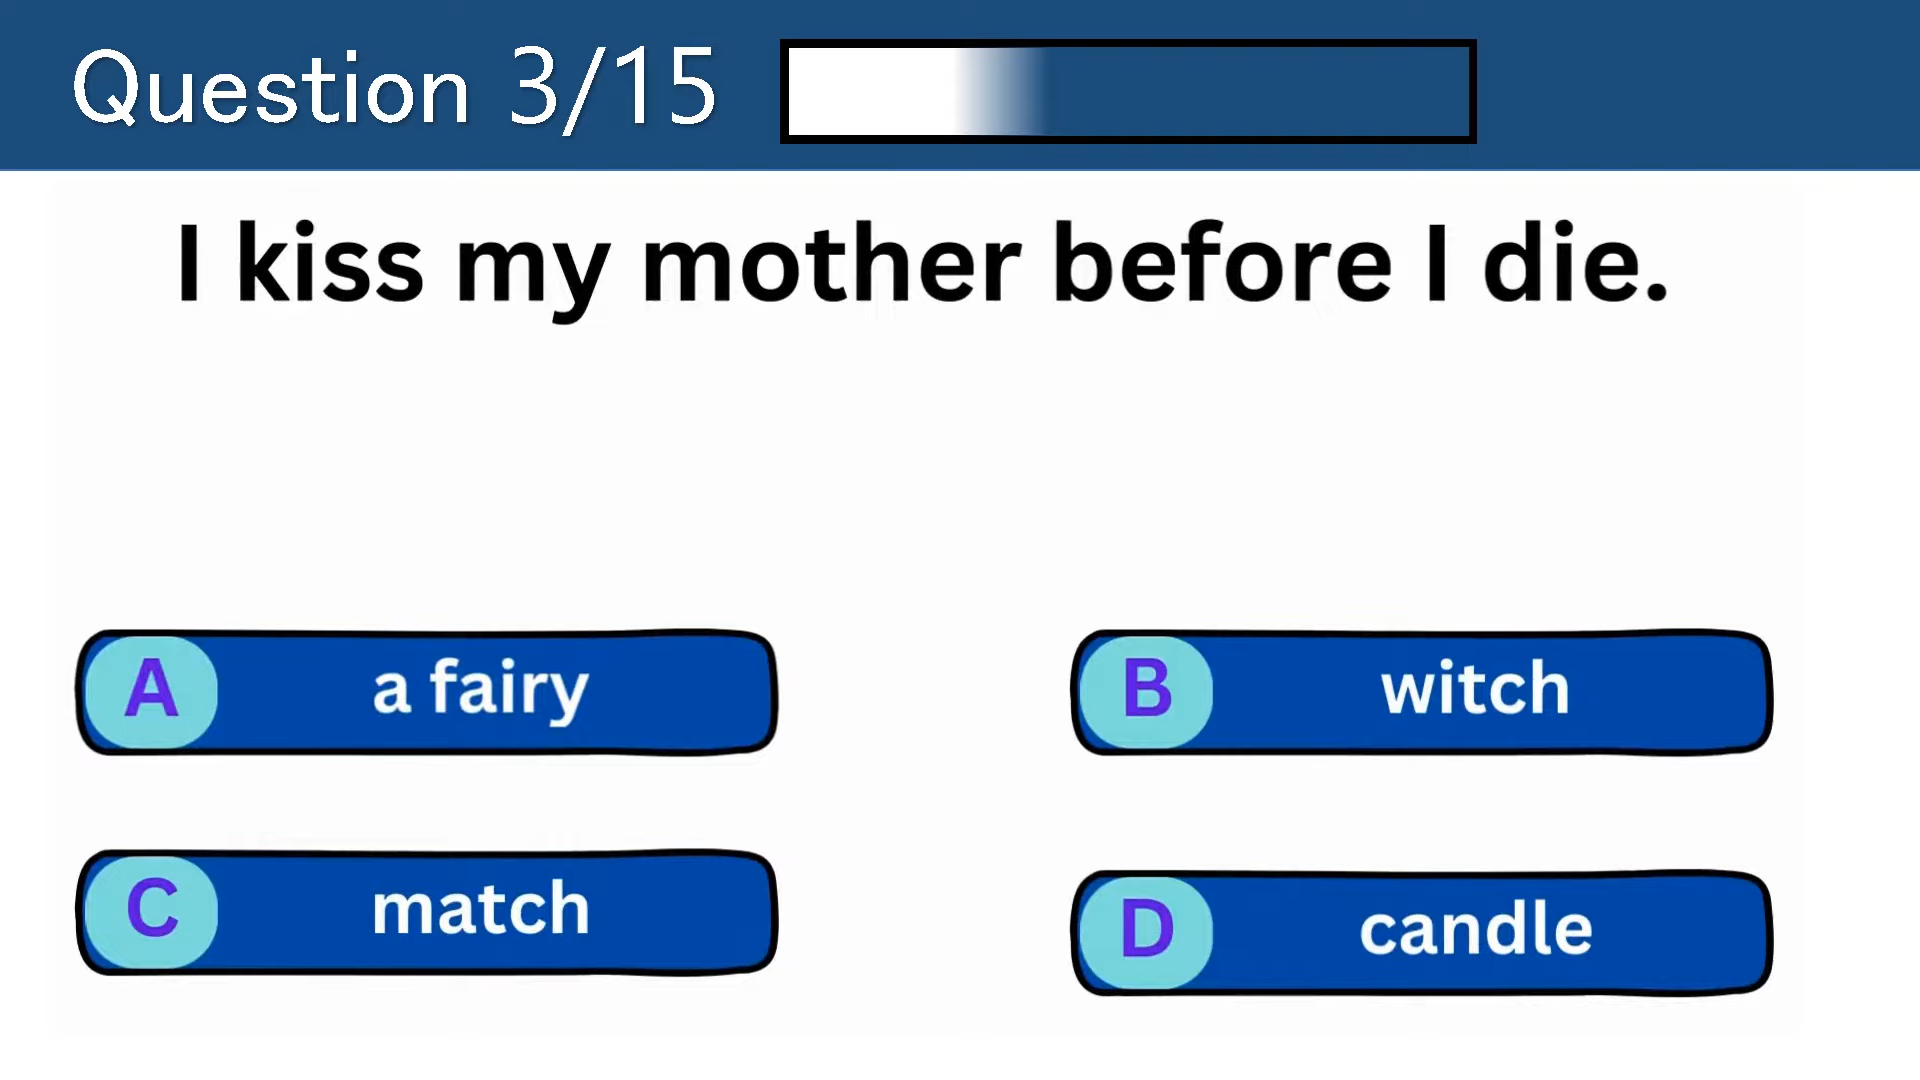 Question 3/15
I kiss my mother before I die.
A a fairy
B witch
C match
D candle